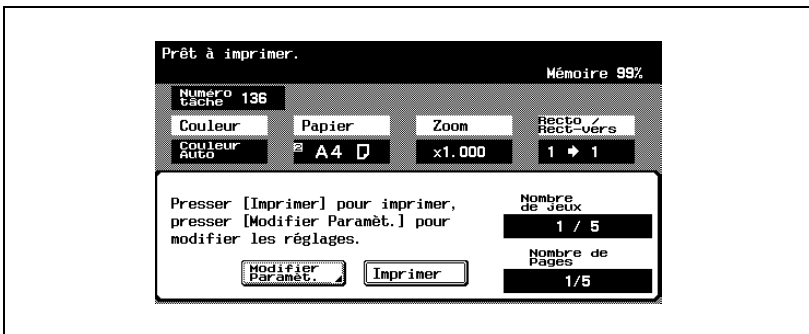 Prêt à imprimer.
Mémoire 99%
Numéro
tâche 136
Couleur Papier Zoom Recto /
Rect-vers
Couleur
Auto
2 A4 x1.000 1 ➔ 1
Presser [Imprimer] pour imprimer,
presser [Modifier Paramèt.] pour
modifier les réglages.
Nombre
de Jeux
1 / 5
Nombre de
Pages
1/5
Modifier
Paramèt.
Imprimer